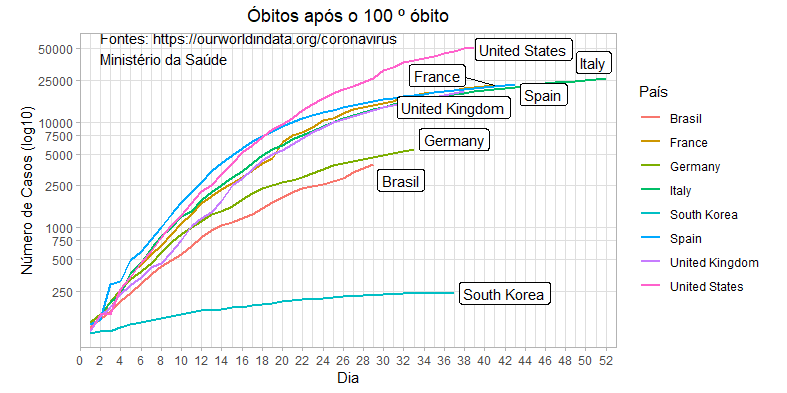 Óbitos após o 100 º óbito
Fontes: https://ourworldindata.org/coronavirus
Ministério da Saúde
Número de Casos (log10)
50000
25000
10000
7500
5000
2500
1000
750
500
250
United States
Italy
France
Spain
United Kingdom
Germany
Brasil
South Korea
0 2 4 6 8 10 12 14 16 18 20 22 24 26 28 30 32 34 36 38 40 42 44 46 48 50 52
Dia
País
Brasil
France
Germany
Italy
South Korea
Spain
United Kingdom
United States